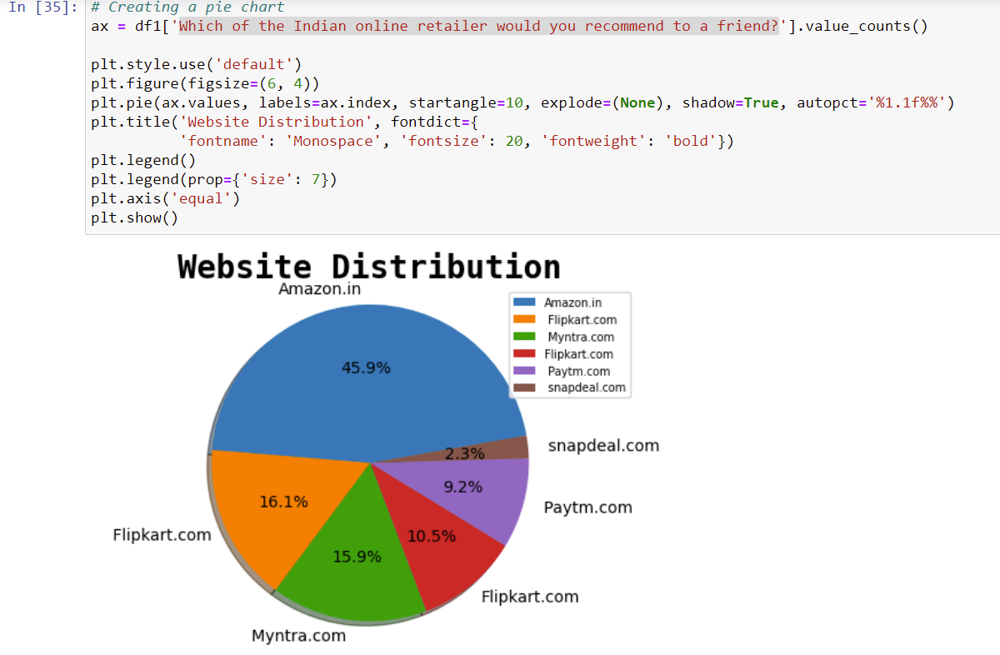 In [35]: # Creating a pie chart
ax = df1['Which of the Indian online retailer would you recommend to a friend?'].value_counts()
plt.style.use('default')
plt.figure(figsize=(6, 4))
plt.pie(ax.values, labels=ax.index, startangle=10, explode=(None), shadow=True, autopct='%1.1f%%')
plt.title('Website Distribution', fontdict={
'fontname': 'Monospace', 'fontsize': 20, 'fontweight': 'bold'})
plt.legend()
plt.legend(prop={'size': 7})
plt.axis('equal')
plt.show()
Website Distribution
Amazon.in
Amazon.in
Flipkart.com
Myntra.com
Flipkart.com
Paytm.com
snapdeal.com
45.9%
snapdeal.com
2.3%
9.2%
Paytm.com
16.1%
Flipkart.com
10.5%
15.9%
Flipkart.com
Myntra.com